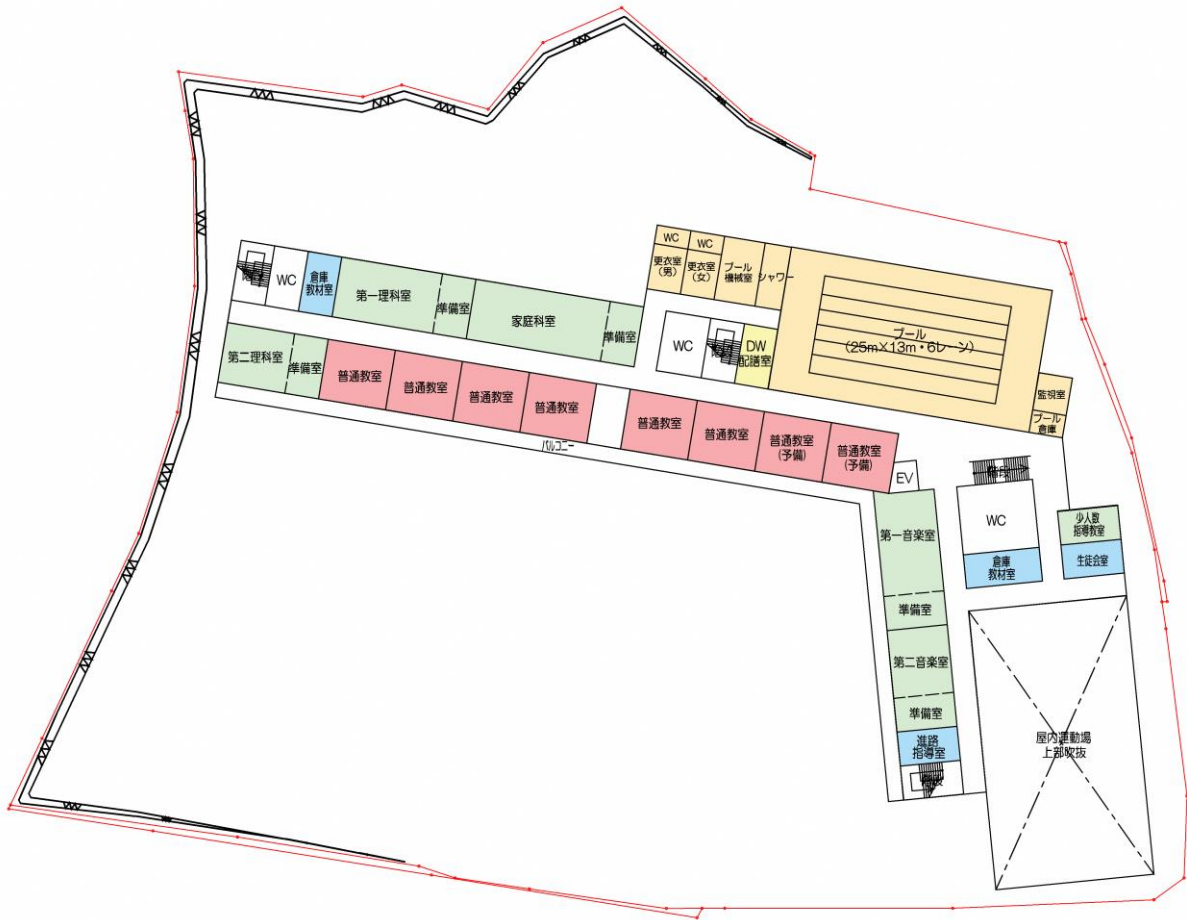 WC
WC
更衣室
(男)
更衣室
(女)
プール
機械室
シャワー
プール
(25m×13m・6レーン)
監視室
プール
倉庫
階段
WC
倉庫
教材室
第一理科室
準備室
家庭科室
準備室
WC
階段
DW
配膳室
第二理科室
準備室
普通教室
普通教室
普通教室
普通教室
普通教室
普通教室
普通教室
(予備)
普通教室
(予備)
バルコニー
EV
階段
WC
倉庫
教材室
少人数
指導教室
生徒会室
第一音楽室
準備室
第二音楽室
準備室
進路
指導室
階段
屋内運動場
上部吹抜